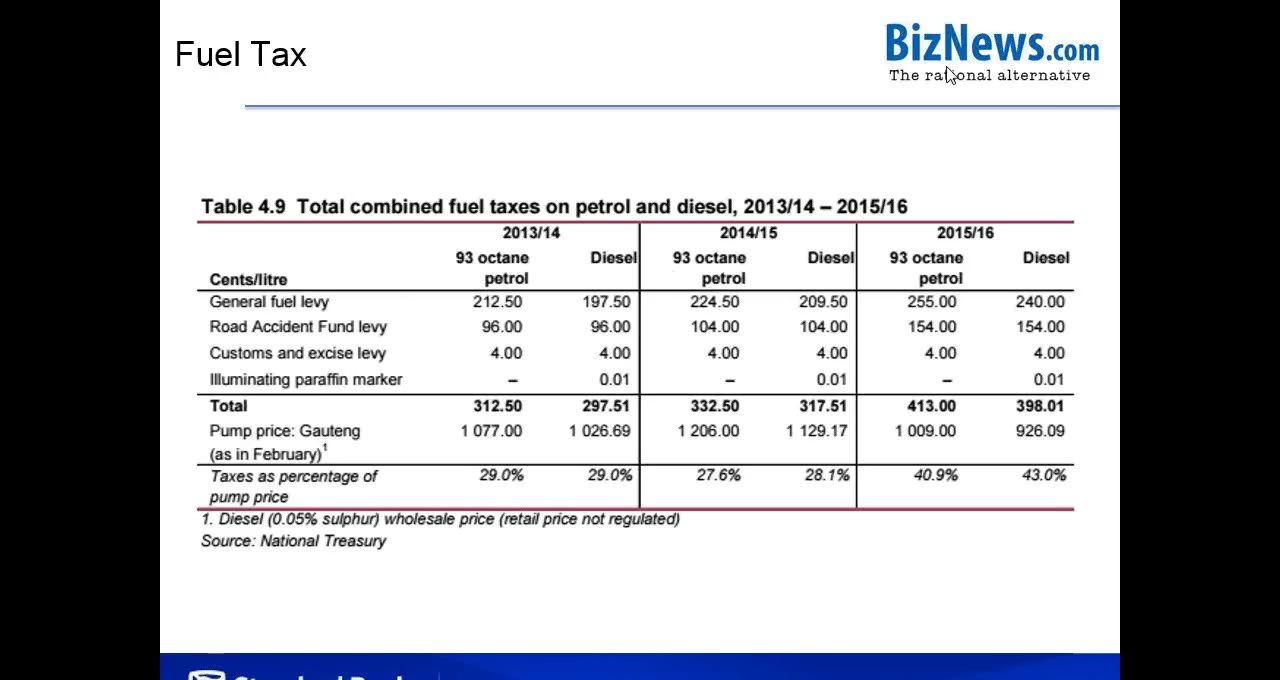 Fuel Tax
BizNews.com
The rational alternative
Table 4.9 Total combined fuel taxes on petrol and diesel, 2013/14 – 2015/16
2013/14 2014/15 2015/16
93 octane Diesel 93 octane Diesel 93 octane Diesel
Cents/litre petrol petrol petrol
General fuel levy 212.50 197.50 224.50 209.50 255.00 240.00
Road Accident Fund levy 96.00 96.00 104.00 104.00 154.00 154.00
Customs and excise levy 4.00 4.00 4.00 4.00 4.00 4.00
Illuminating paraffin marker – 0.01 – 0.01 – 0.01
Total 312.50 297.51 332.50 317.51 413.00 398.01
Pump price: Gauteng 1 077.00 1 026.69 1 206.00 1 129.17 1 009.00 926.09
(as in February)1
Taxes as percentage of 29.0% 29.0% 27.6% 28.1% 40.9% 43.0%
pump price
1. Diesel (0.05% sulphur) wholesale price (retail price not regulated)
Source: National Treasury